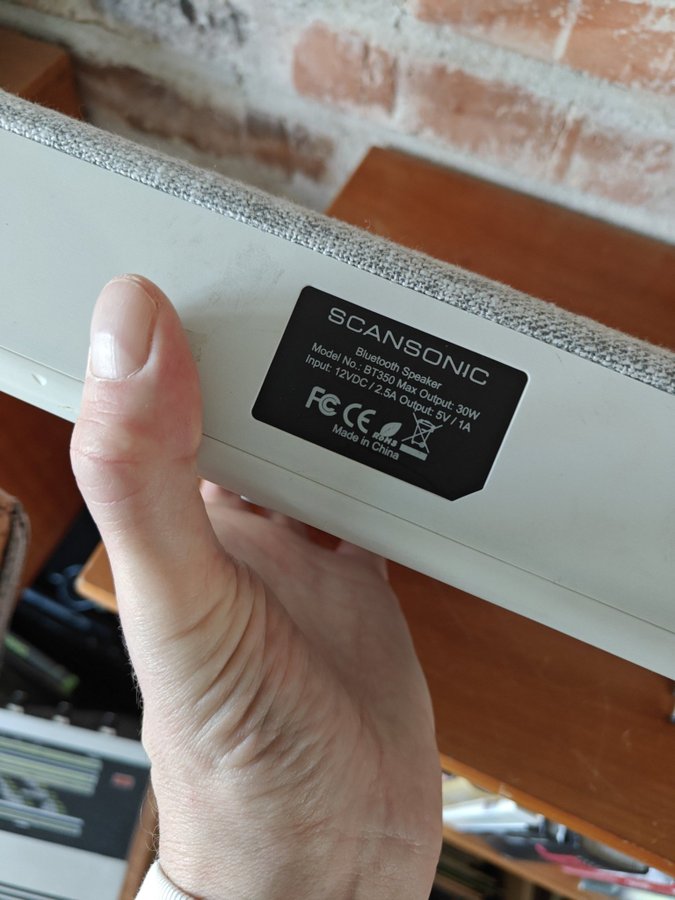 SCANSONIC
Bluetooth Speaker
Model No.: BT350 Max Output: 30W
Input: 12VDC / 2.5A Output: 5V / 1A
FC CE RoHS
Made in China